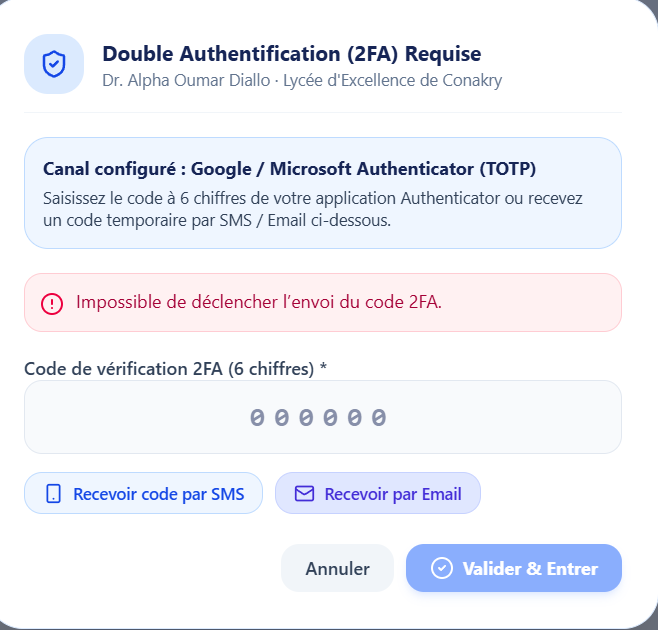 Double Authentification (2FA) Requise
Dr. Alpha Oumar Diallo · Lycée d'Excellence de Conakry
Canal configuré : Google / Microsoft Authenticator (TOTP)
Saisissez le code à 6 chiffres de votre application Authenticator ou recevez
un code temporaire par SMS / Email ci-dessous.
Impossible de déclencher l’envoi du code 2FA.
Code de vérification 2FA (6 chiffres) *
000000
Recevoir code par SMS
Recevoir par Email
Annuler
Valider & Entrer